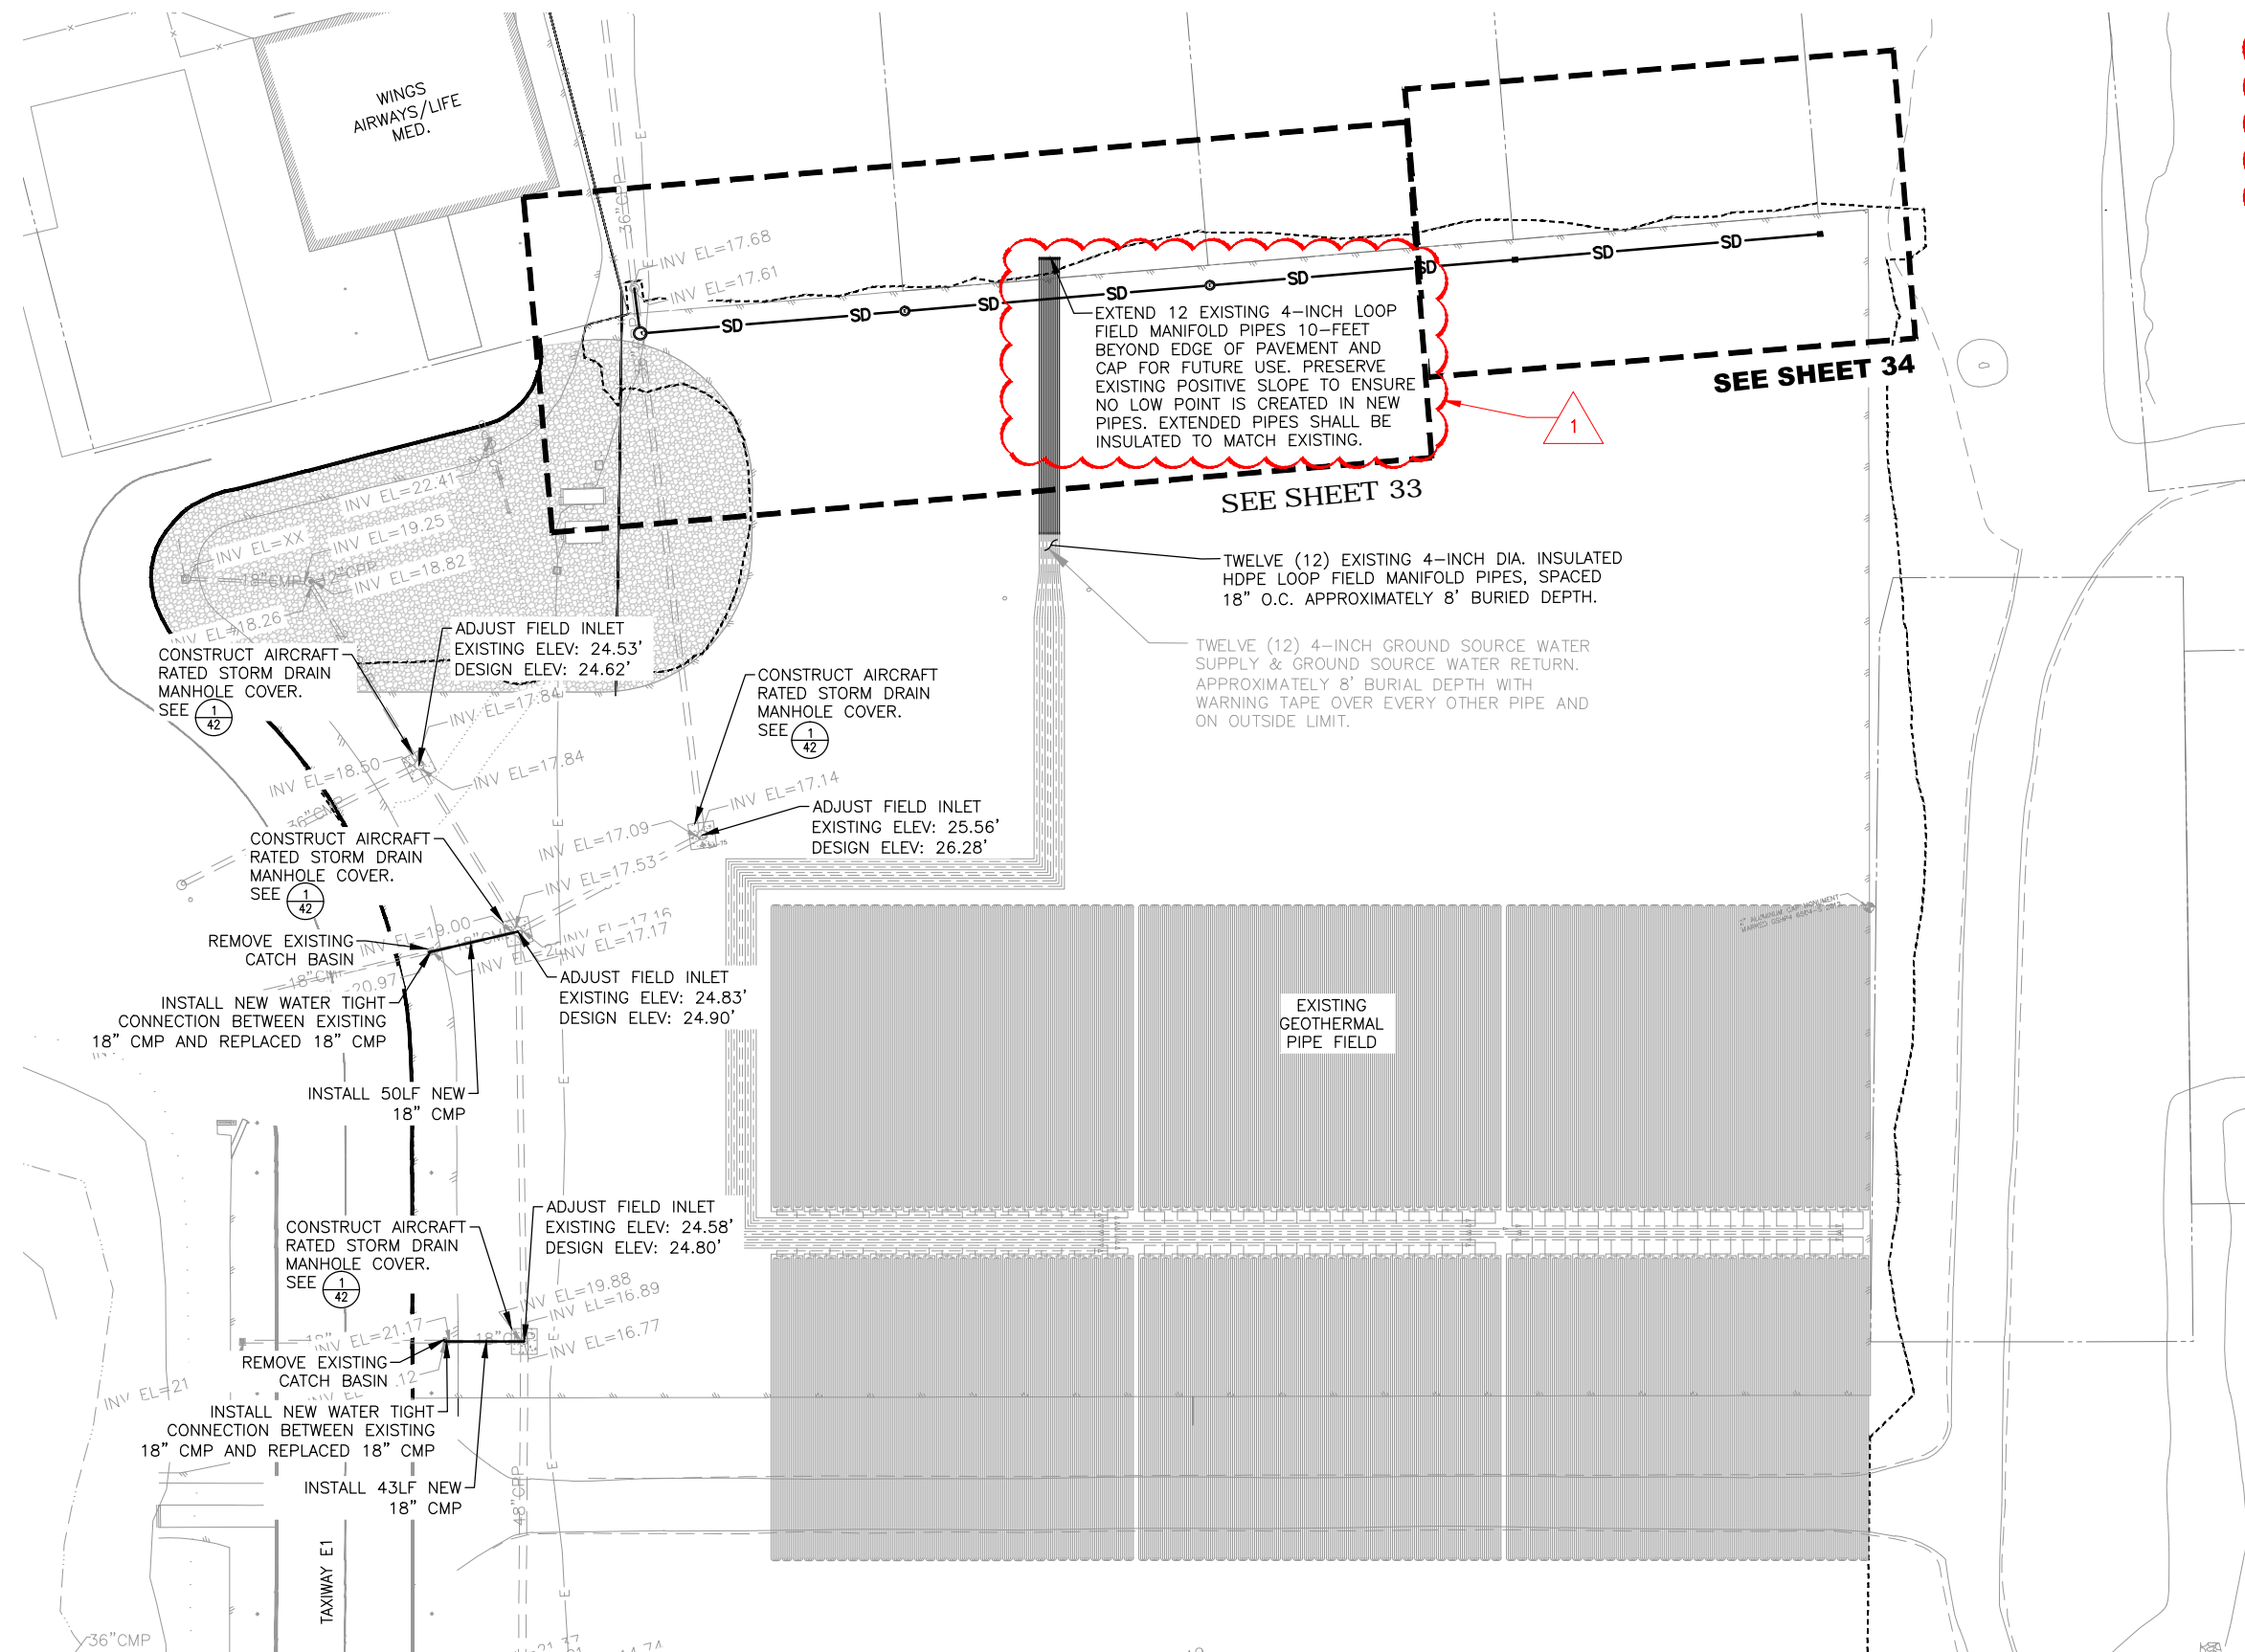 WINGS
AIRWAYS/LIFE
MED.
36"CPP
E
INV EL=17.68
INV EL=17.61
SD
SD
SD
SD
SD
SD
SD
SD
EXTEND 12 EXISTING 4-INCH LOOP
FIELD MANIFOLD PIPES 10-FEET
BEYOND EDGE OF PAVEMENT AND
CAP FOR FUTURE USE. PRESERVE
EXISTING POSITIVE SLOPE TO ENSURE
NO LOW POINT IS CREATED IN NEW
PIPES. EXTENDED PIPES SHALL BE
INSULATED TO MATCH EXISTING.
1
SEE SHEET 34
SEE SHEET 33
INV EL=22.41
INV EL=19.25
INV EL=XX
INV EL=18.82
18"CMP
INV EL=18.26
TWELVE (12) EXISTING 4-INCH DIA. INSULATED
HDPE LOOP FIELD MANIFOLD PIPES, SPACED
18" O.C. APPROXIMATELY 8' BURIED DEPTH.
TWELVE (12) 4-INCH GROUND SOURCE WATER
SUPPLY & GROUND SOURCE WATER RETURN.
APPROXIMATELY 8' BURIAL DEPTH WITH
WARNING TAPE OVER EVERY OTHER PIPE AND
ON OUTSIDE LIMIT.
ADJUST FIELD INLET
EXISTING ELEV: 24.53'
DESIGN ELEV: 24.62'
CONSTRUCT AIRCRAFT
RATED STORM DRAIN
MANHOLE COVER.
SEE 1
42
CONSTRUCT AIRCRAFT
RATED STORM DRAIN
MANHOLE COVER.
SEE 1
42
INV EL=17.84
INV EL=18.50
INV EL=17.84
36"CMP
INV EL=17.14
ADJUST FIELD INLET
EXISTING ELEV: 25.56'
DESIGN ELEV: 26.28'
INV EL=17.09
INV EL=17.53
E
CONSTRUCT AIRCRAFT
RATED STORM DRAIN
MANHOLE COVER.
SEE 1
42
INV EL=19.00
INV EL=17.16
INV EL=17.17
18"CMP
20.97
REMOVE EXISTING
CATCH BASIN
INSTALL NEW WATER TIGHT
CONNECTION BETWEEN EXISTING
18" CMP AND REPLACED 18" CMP
ADJUST FIELD INLET
EXISTING ELEV: 24.83'
DESIGN ELEV: 24.90'
EXISTING
GEOTHERMAL
PIPE FIELD
INSTALL 50LF NEW
18" CMP
E
ADJUST FIELD INLET
EXISTING ELEV: 24.58'
DESIGN ELEV: 24.80'
CONSTRUCT AIRCRAFT
RATED STORM DRAIN
MANHOLE COVER.
SEE 1
42
INV EL=19.88
INV EL=16.89
INV EL=16.77
INV EL=21.17
REMOVE EXISTING
CATCH BASIN
INV EL=21
INSTALL NEW WATER TIGHT
CONNECTION BETWEEN EXISTING
18" CMP AND REPLACED 18" CMP
INSTALL 43LF NEW
18" CMP
48"CPP
E
E
TAXIWAY E1
36"CMP